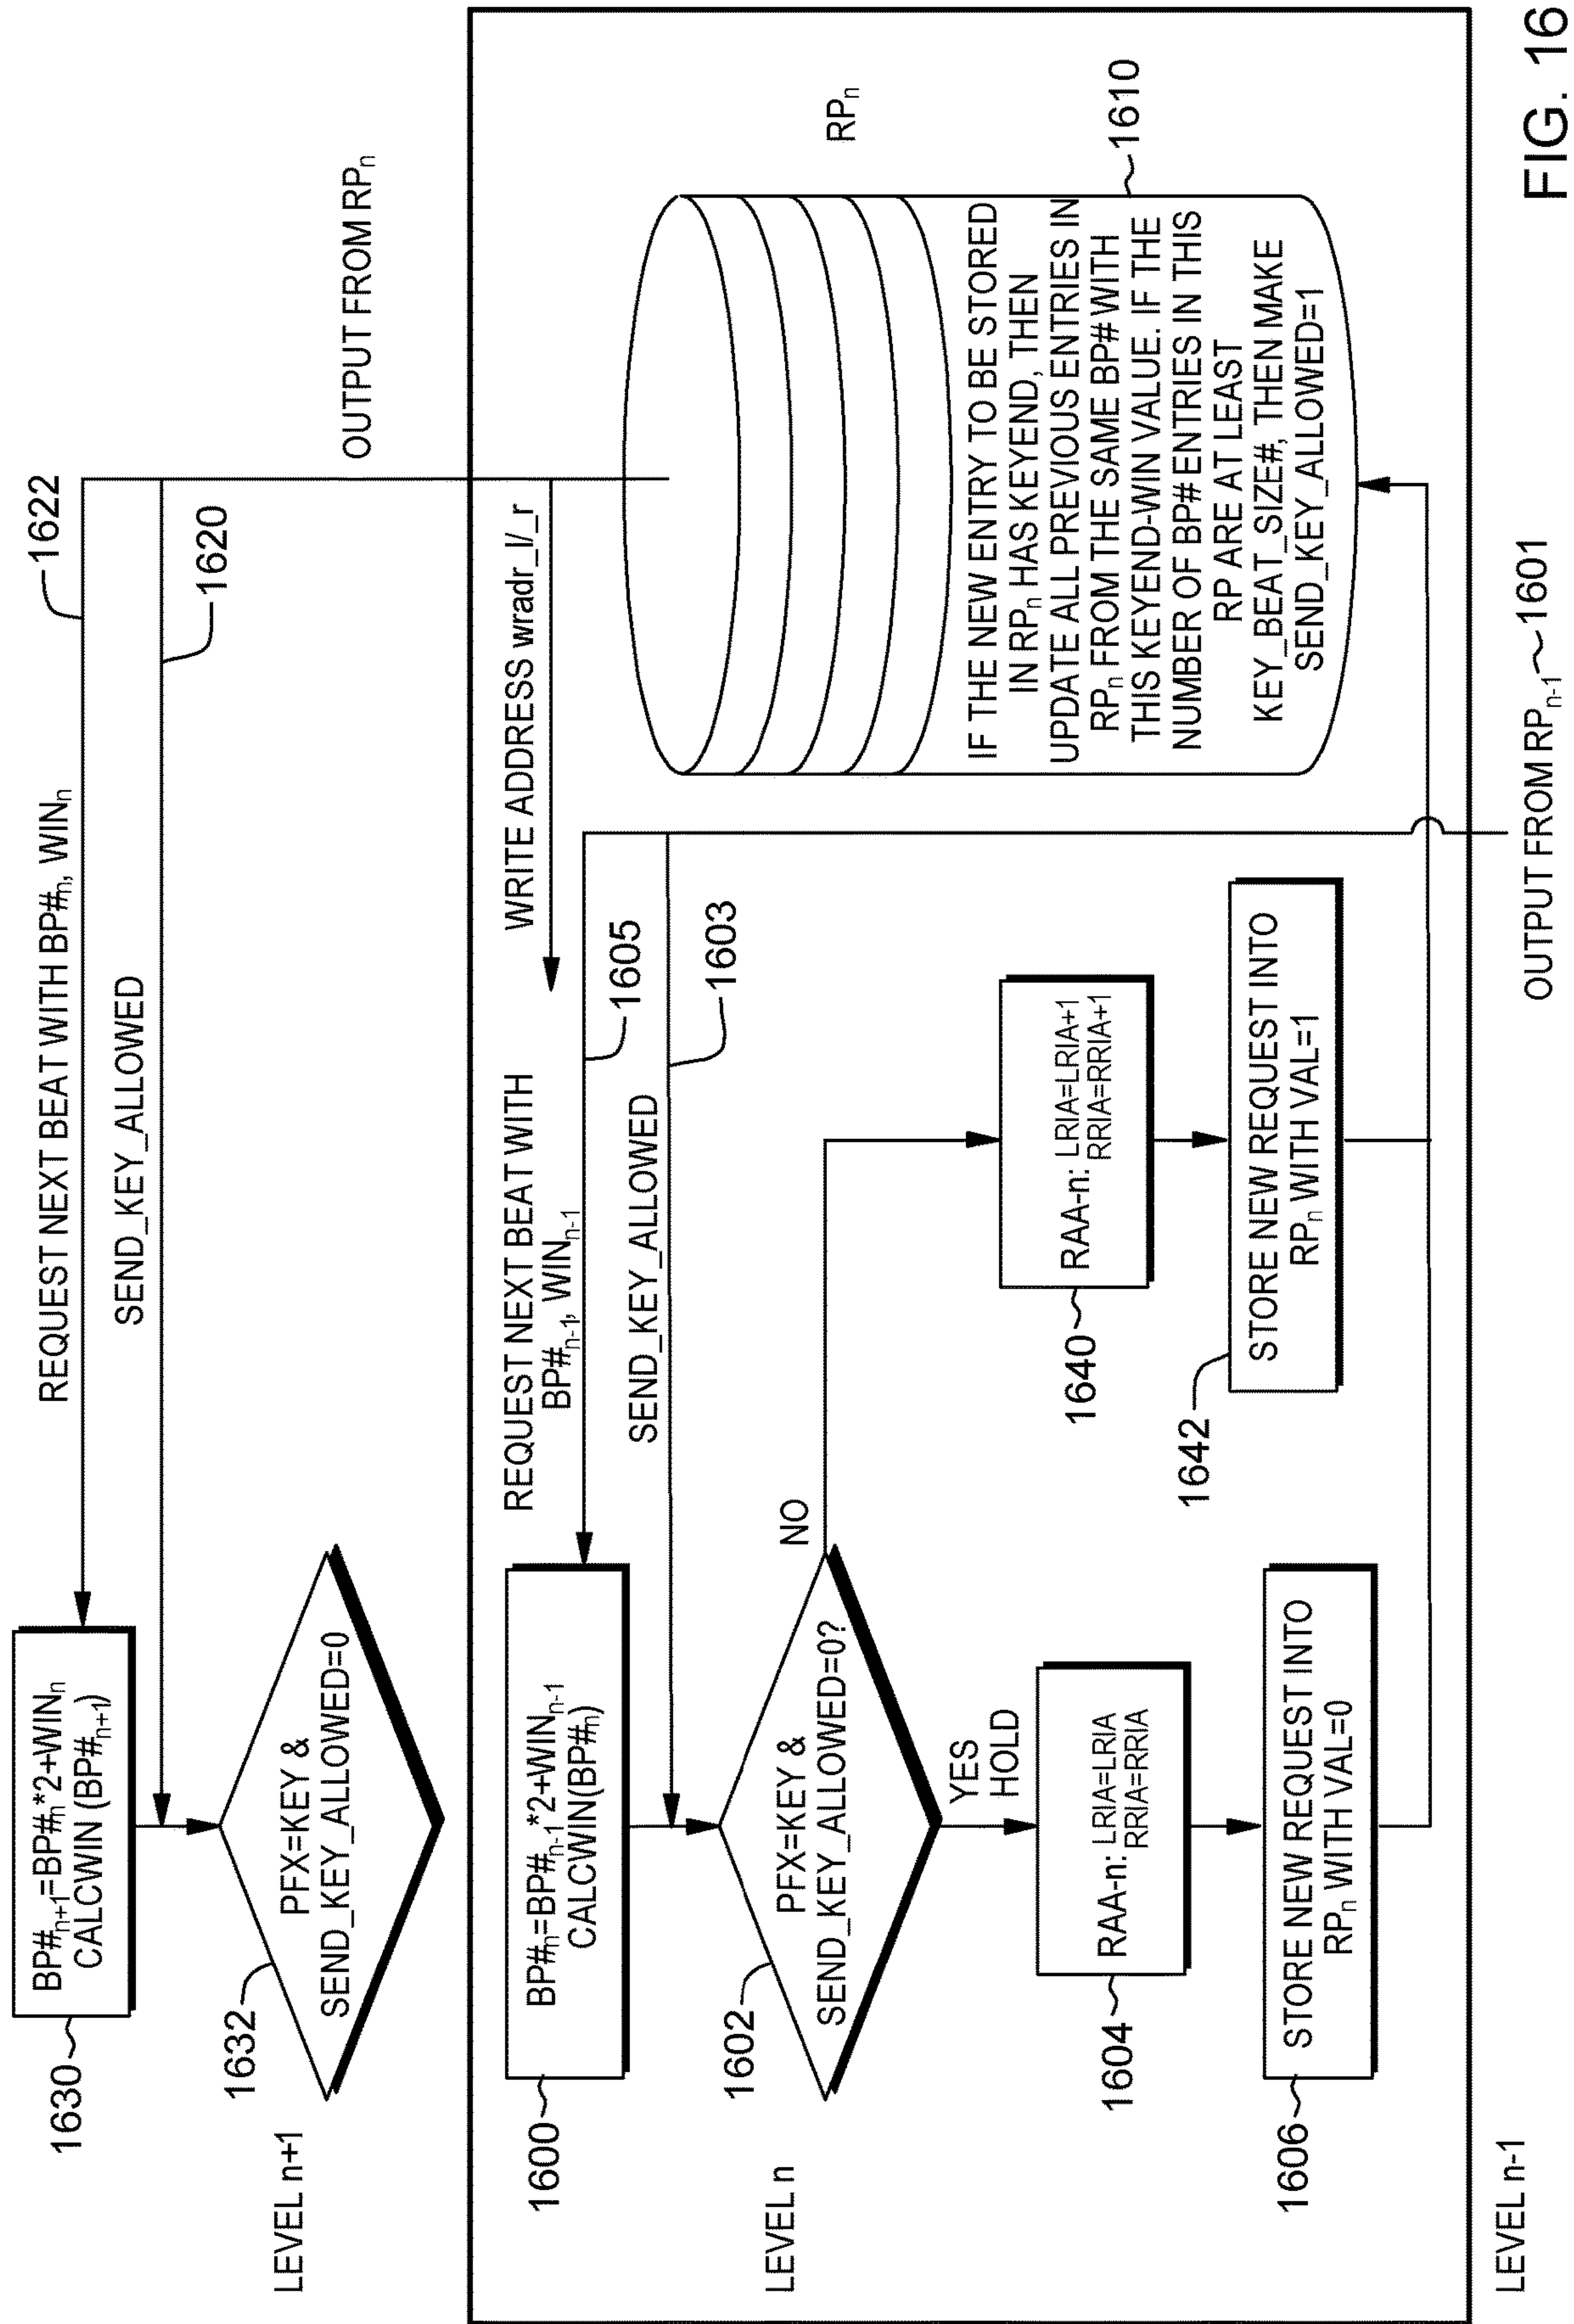 1622
REQUEST NEXT BEAT WITH BP#n, WINn
SEND_KEY_ALLOWED
1620
OUTPUT FROM RPn
1630
BP#n+1=BP#n*2+WINn
CALCWIN (BP#n+1)
1632
PFX=KEY &
SEND_KEY_ALLOWED=0
LEVEL n+1
WRITE ADDRESS wradr_l/_r
REQUEST NEXT BEAT WITH
BP#n-1, WINn-1
1605
SEND_KEY_ALLOWED
1603
1600
BP#n=BP#n-1*2+WINn-1
CALCWIN(BP#n)
1602
PFX=KEY &
SEND_KEY_ALLOWED=0?
NO
YES
HOLD
LEVEL n
1604
RAA-n: LRIA=LRIA
RRIA=RRIA
1606
STORE NEW REQUEST INTO
RPn WITH VAL=0
1640
RAA-n: LRIA=LRIA+1
RRIA=RRIA+1
1642
STORE NEW REQUEST INTO
RPn WITH VAL=1
RPn
1610
IF THE NEW ENTRY TO BE STORED
IN RPn HAS KEYEND, THEN
UPDATE ALL PREVIOUS ENTRIES IN
RPn FROM THE SAME BP# WITH
THIS KEYEND-WIN VALUE. IF THE
NUMBER OF BP# ENTRIES IN THIS
RP ARE AT LEAST
KEY_BEAT_SIZE#, THEN MAKE
SEND_KEY_ALLOWED=1
LEVEL n-1
OUTPUT FROM RPn-1
1601
FIG. 16